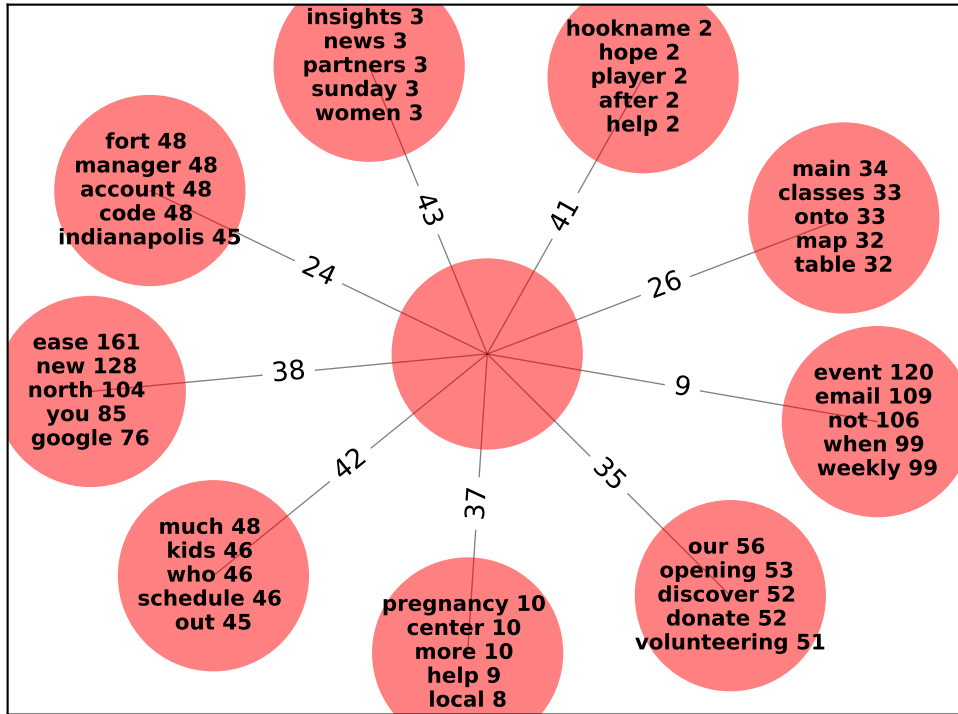 insights 3
news 3
partners 3
sunday 3
women 3
hookname 2
hope 2
player 2
after 2
help 2
fort 48
manager 48
account 48
code 48
indianapolis 45
main 34
classes 33
onto 33
map 32
table 32
43
41
24
26
ease 161
new 128
north 104
you 85
google 76
38
9
event 120
email 109
not 106
when 99
weekly 99
42
37
35
much 48
kids 46
who 46
schedule 46
out 45
pregnancy 10
center 10
more 10
help 9
local 8
our 56
opening 53
discover 52
donate 52
volunteering 51